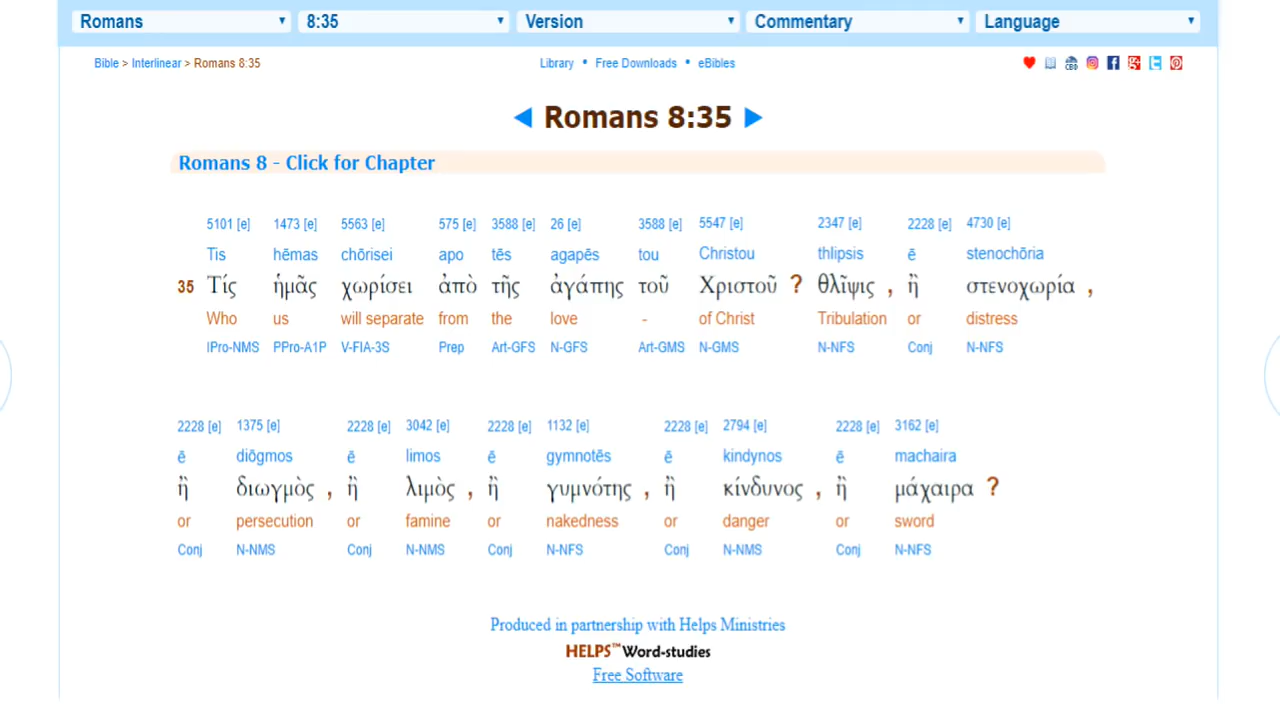 Romans 8:35 Version Commentary Language
Bible > Interlinear > Romans 8:35 Library • Free Downloads • eBibles
Romans 8:35
Romans 8 - Click for Chapter
5101 [e] 1473 [e] 5563 [e] 575 [e] 3588 [e] 26 [e] 3588 [e] 5547 [e] 2347 [e] 2228 [e] 4730 [e]
Tis hēmas chōrisei apo tēs agapēs tou Christou thlipsis ē stenochōria
35 Τίς ἡμᾶς χωρίσει ἀπὸ τῆς ἀγάπης τοῦ Χριστοῦ ? θλῖψις , ἢ στενοχωρία ,
Who us will separate from the love - of Christ Tribulation or distress
IPro-NMS PPro-A1P V-FIA-3S Prep Art-GFS N-GFS Art-GMS N-GMS N-NFS Conj N-NFS
2228 [e] 1375 [e] 2228 [e] 3042 [e] 2228 [e] 1132 [e] 2228 [e] 2794 [e] 2228 [e] 3162 [e]
ē diōgmos ē limos ē gymnotēs ē kindynos ē machaira
ἢ διωγμὸς , ἢ λιμὸς , ἢ γυμνότης , ἢ κίνδυνος , ἢ μάχαιρα ?
or persecution or famine or nakedness or danger or sword
Conj N-NMS Conj N-NMS Conj N-NFS Conj N-NMS Conj N-NFS
Produced in partnership with Helps Ministries
HELPS™ Word-studies
Free Software